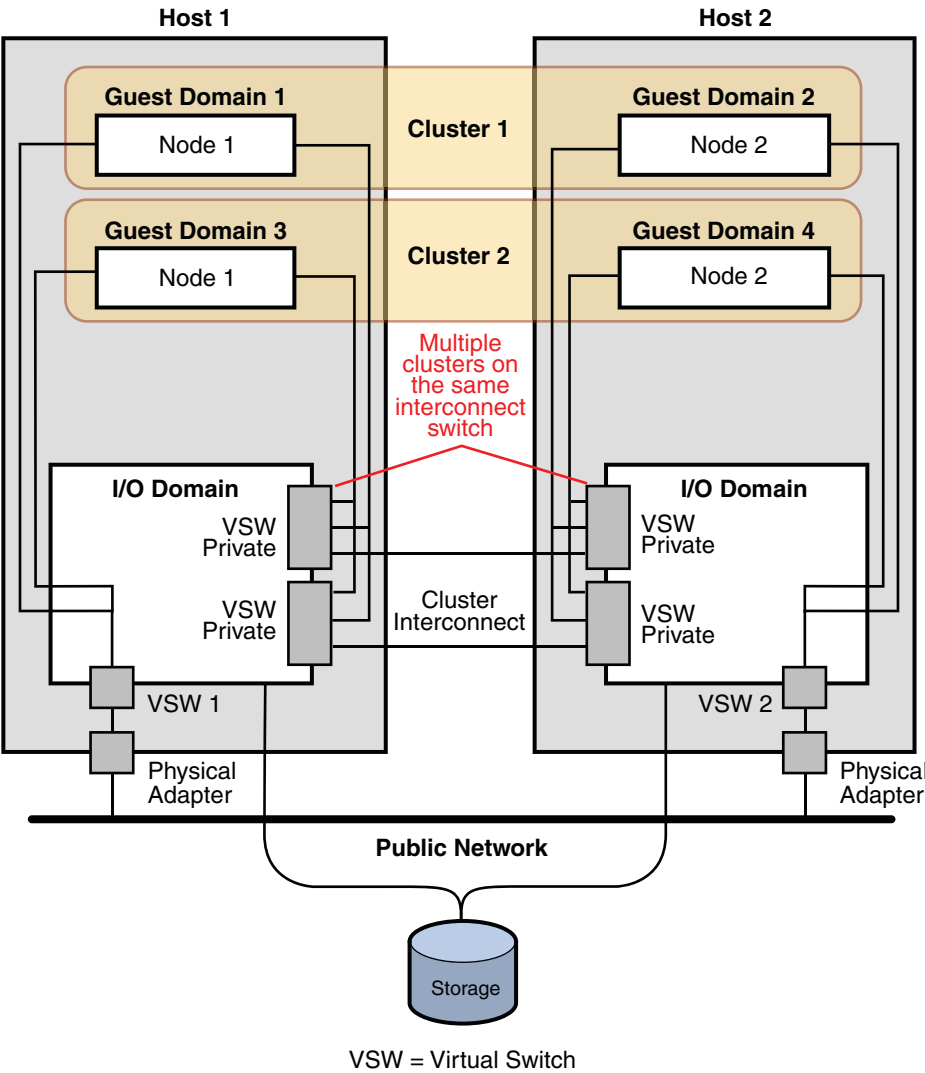 Host 1
Host 2
Guest Domain 1
Node 1
Cluster 1
Guest Domain 2
Node 2
Guest Domain 3
Node 1
Cluster 2
Guest Domain 4
Node 2
Multiple
clusters on
the same
interconnect
switch
I/O Domain
VSW
Private
VSW
Private
VSW 1
Physical
Adapter
Cluster
Interconnect
I/O Domain
VSW
Private
VSW
Private
VSW 2
Physical
Adapter
Public Network
Storage
VSW = Virtual Switch